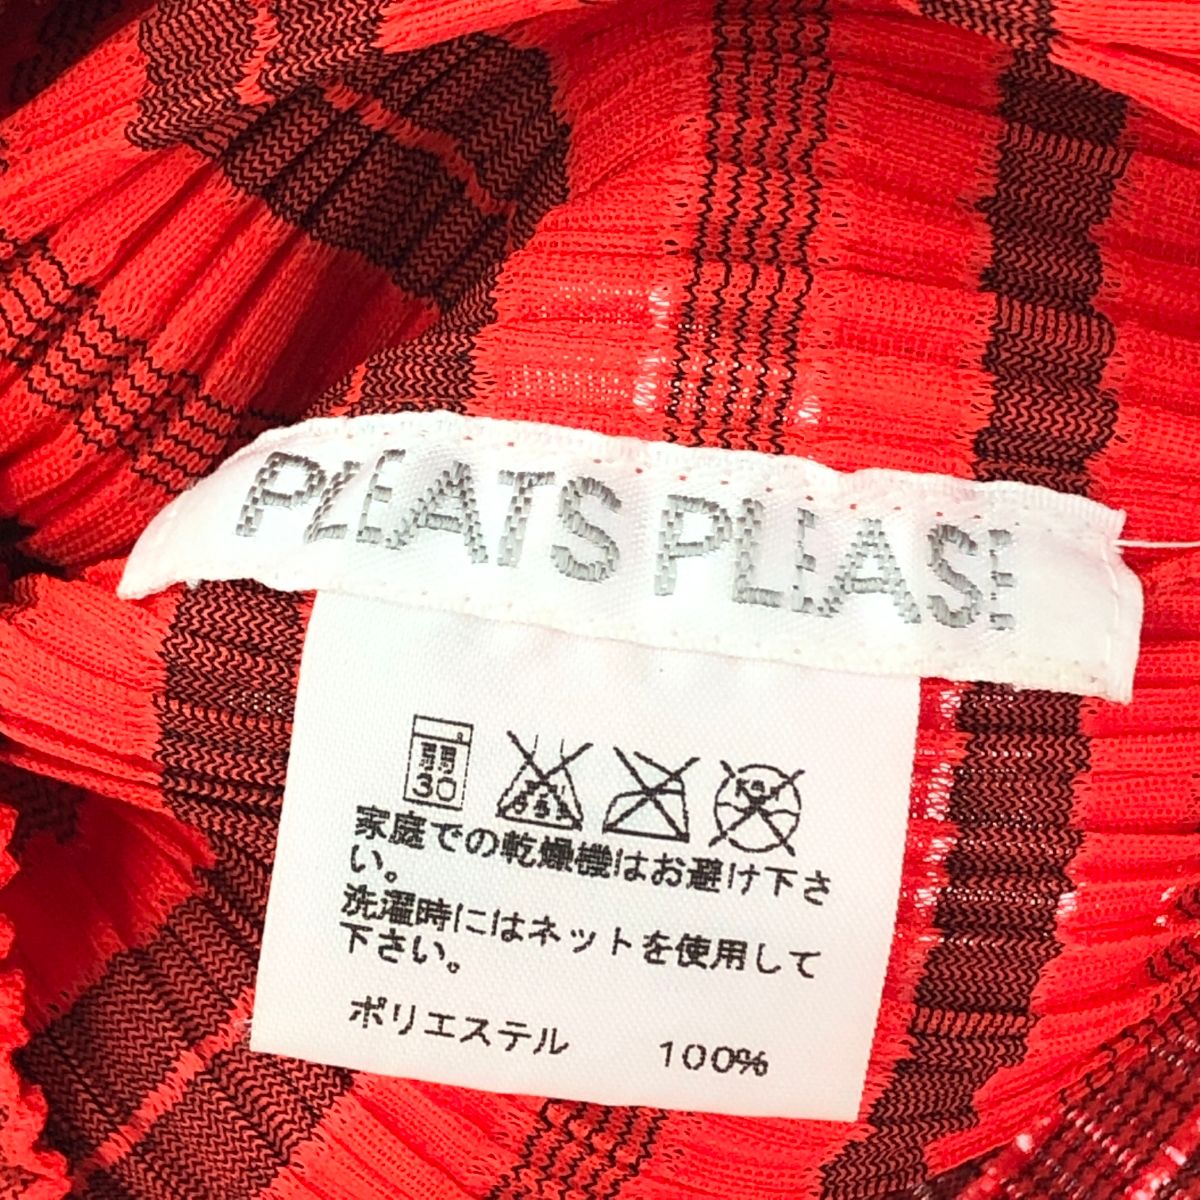 PLEATS PLEASE
弱
30
家庭での乾燥機はお避け下さ
い。
洗濯時にはネットを使用して
下さい。
ポリエステル 100%